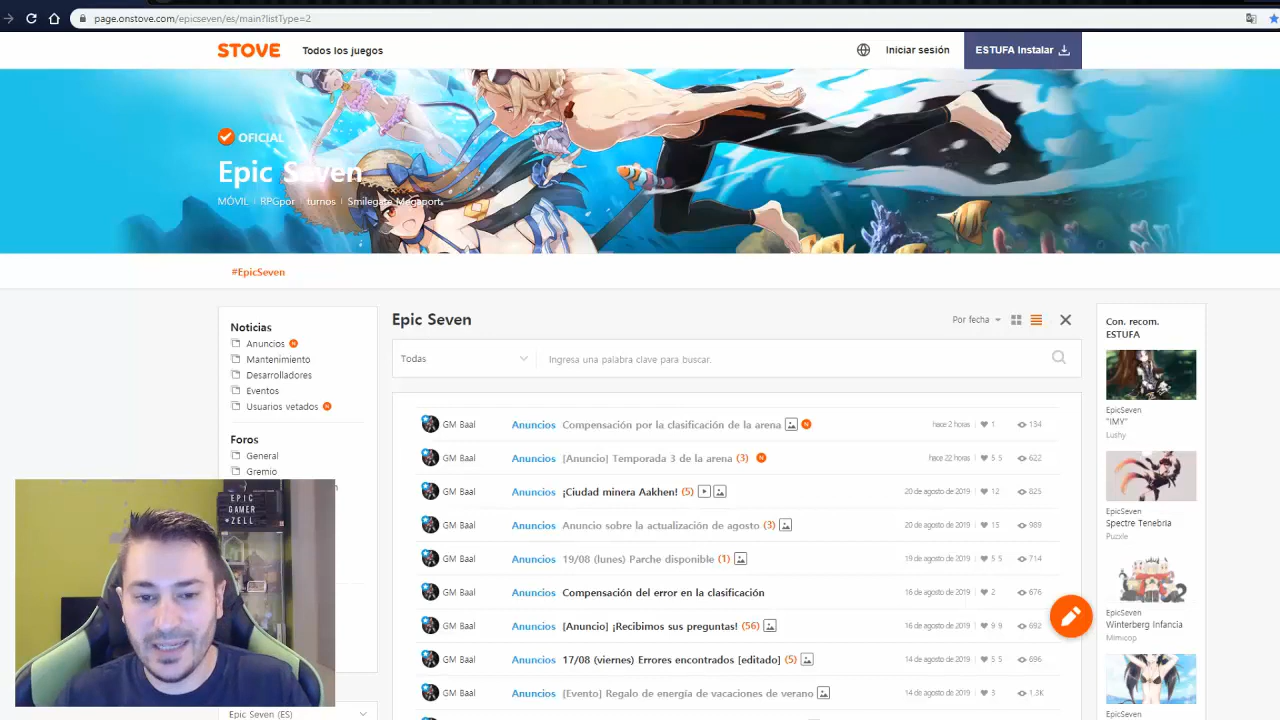 page.onstove.com/epicseven/es/main?listType=2
STOVE Todos los juegos Iniciar sesión ESTUFA Instalar
OFICIAL
Epic Seven
MÓVIL RPGpor turnos Smilegate Megaport
#EpicSeven
Noticias
Anuncios N
Mantenimiento
Desarrolladores
Eventos
Usuarios vetados N
Foros
General
Gremio
Epic Seven (ES)
EPIC
GAMER
ZELL
Epic Seven Por fecha
Todas Ingresa una palabra clave para buscar.
GM Baal Anuncios Compensación por la clasificación de la arena N hace 2 horas 1 134
GM Baal Anuncios [Anuncio] Temporada 3 de la arena (3) N hace 22 horas 5 5 622
GM Baal Anuncios ¡Ciudad minera Aakhen! (5) 20 de agosto de 2019 12 825
GM Baal Anuncios Anuncio sobre la actualización de agosto (3) 20 de agosto de 2019 15 989
GM Baal Anuncios 19/08 (lunes) Parche disponible (1) 19 de agosto de 2019 5 5 714
GM Baal Anuncios Compensación del error en la clasificación 16 de agosto de 2019 2 676
GM Baal Anuncios [Anuncio] ¡Recibimos sus preguntas! (56) 16 de agosto de 2019 9 9 692
GM Baal Anuncios 17/08 (viernes) Errores encontrados [editado] (5) 14 de agosto de 2019 5 5 696
GM Baal Anuncios [Evento] Regalo de energía de vacaciones de verano 14 de agosto de 2019 3 1.3K
Con. recom.
ESTUFA
EpicSeven
"IMY"
Lushy
EpicSeven
Spectre Tenebria
EpicSeven
Winterberg Infancia
Mimicop
EpicSeven